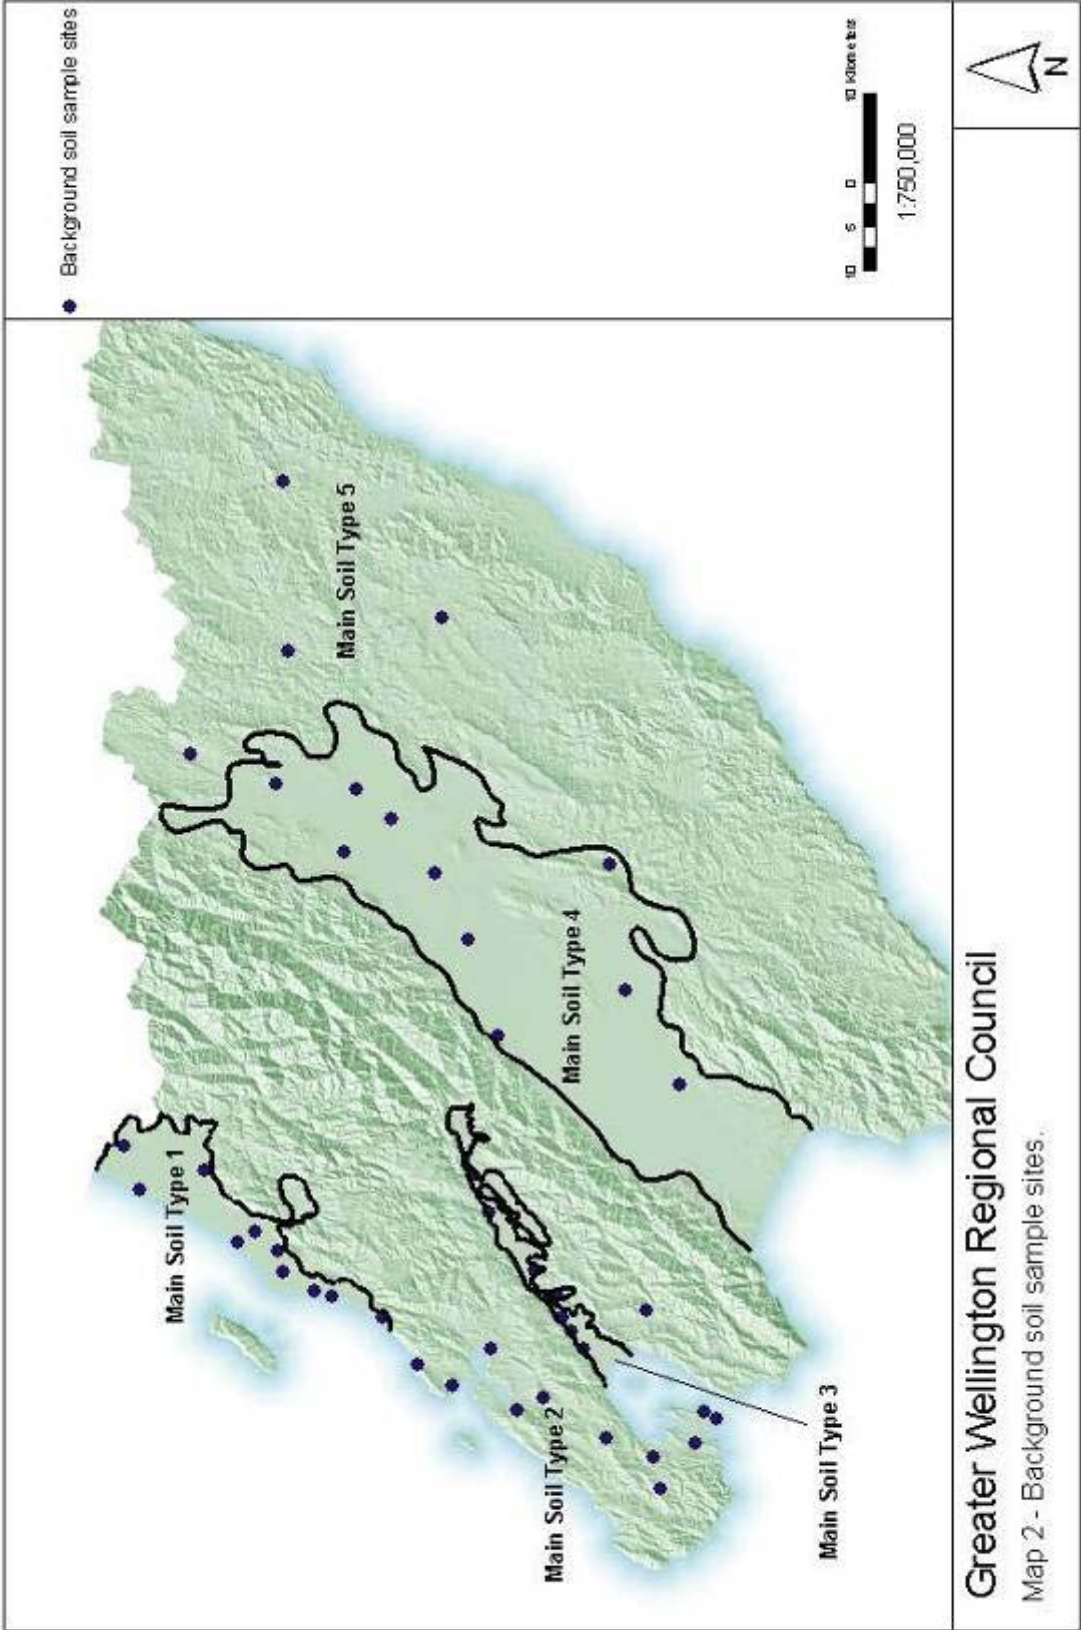 Background soil sample sites
Main Soil Type 1
Main Soil Type 2
Main Soil Type 3
Main Soil Type 4
Main Soil Type 5
10 5 0 10 Kilometers
1:750,000
N
Greater Wellington Regional Council
Map 2 - Background soil sample sites.